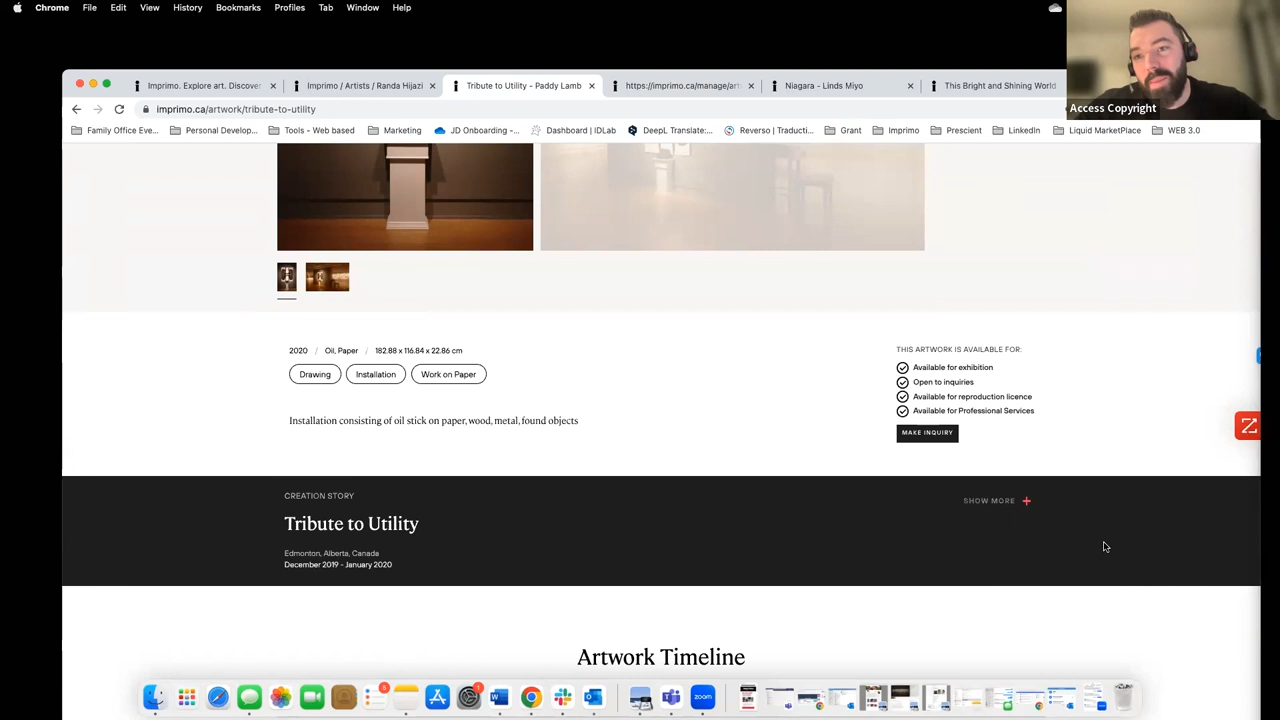 Chrome File Edit View History Bookmarks Profiles Tab Window Help
Access Copyright
Imprimo. Explore art. Discover
Imprimo / Artists / Randa Hijazi
Tribute to Utility - Paddy Lamb
https://imprimo.ca/manage/art
Niagara - Linds Miyo
This Bright and Shining World
imprimo.ca/artwork/tribute-to-utility
Family Office Eve... Personal Develop... Tools - Web based Marketing JD Onboarding -... Dashboard | IDLab DeepL Translate:... Reverso | Traducti... Grant Imprimo Prescient LinkedIn Liquid MarketPlace WEB 3.0
2020 / Oil, Paper / 182.88 x 116.84 x 22.86 cm
Drawing Installation Work on Paper
Installation consisting of oil stick on paper, wood, metal, found objects
THIS ARTWORK IS AVAILABLE FOR:
Available for exhibition
Open to inquiries
Available for reproduction licence
Available for Professional Services
MAKE INQUIRY
CREATION STORY
SHOW MORE +
Tribute to Utility
Edmonton, Alberta, Canada
December 2019 - January 2020
Artwork Timeline
zoom